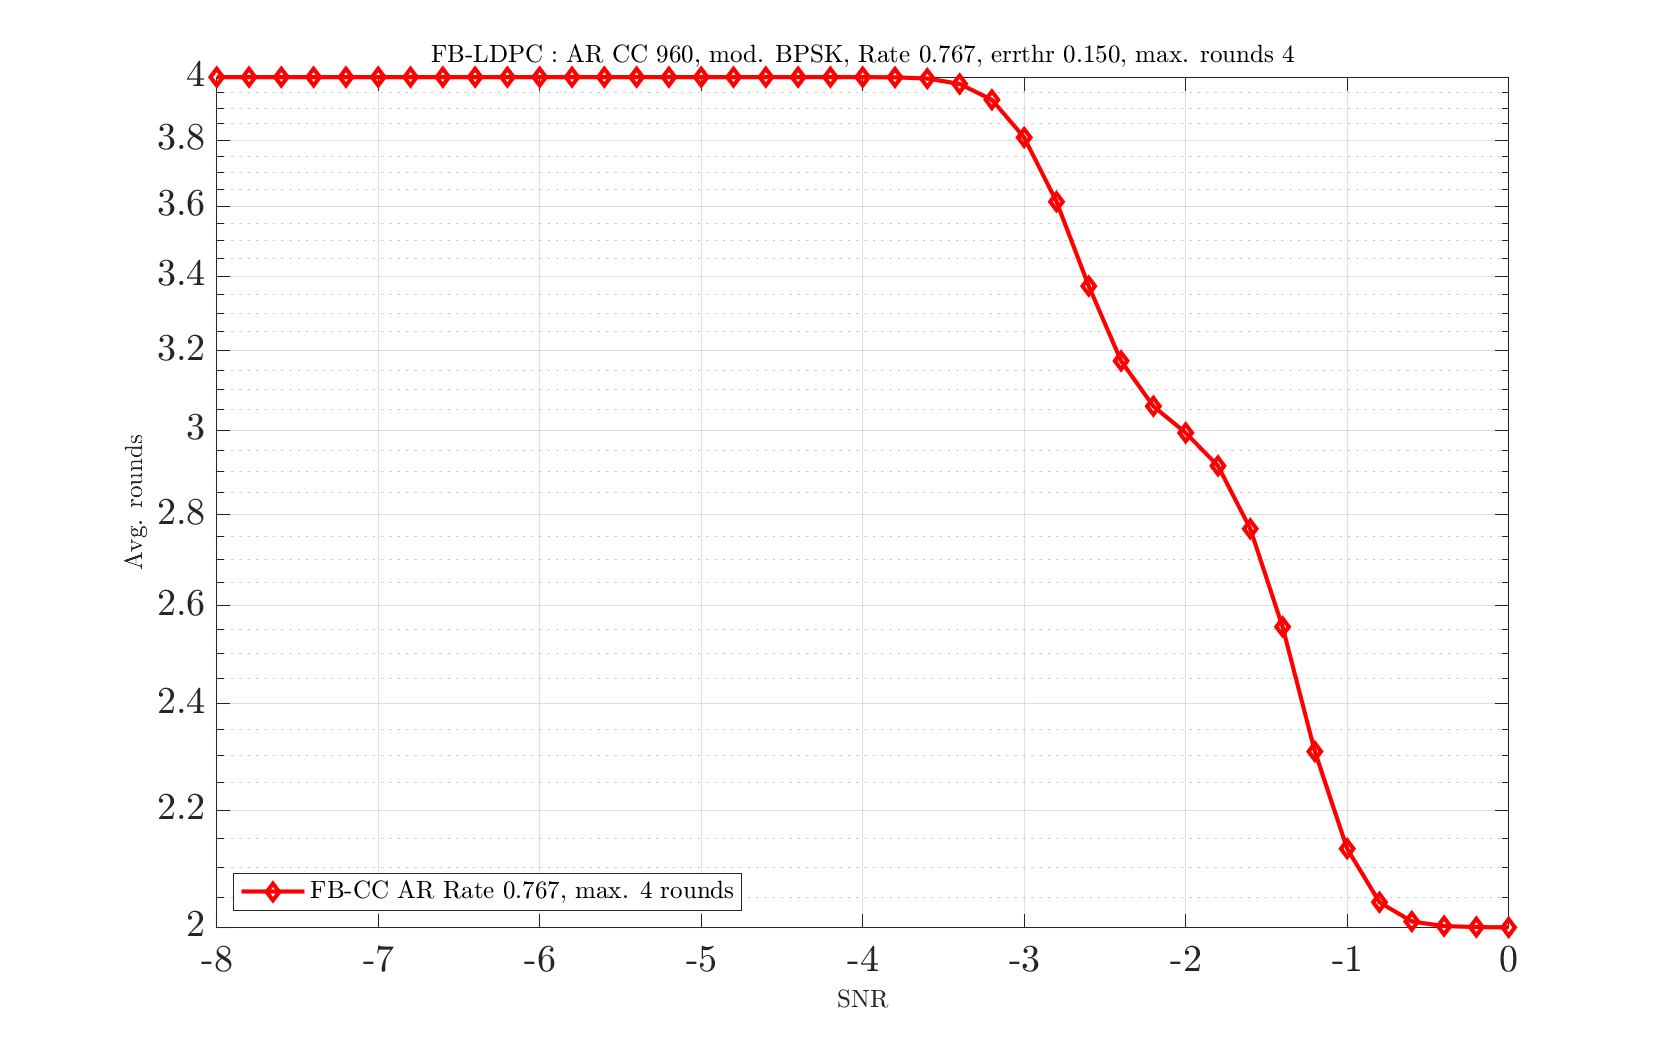 FB-LDPC : AR CC 960, mod. BPSK, Rate 0.767, errthr 0.150, max. rounds 4
4
3.8
3.6
3.4
3.2
3
2.8
2.6
2.4
2.2
2
Avg. rounds
FB-CC AR Rate 0.767, max. 4 rounds
-8 -7 -6 -5 -4 -3 -2 -1 0
SNR